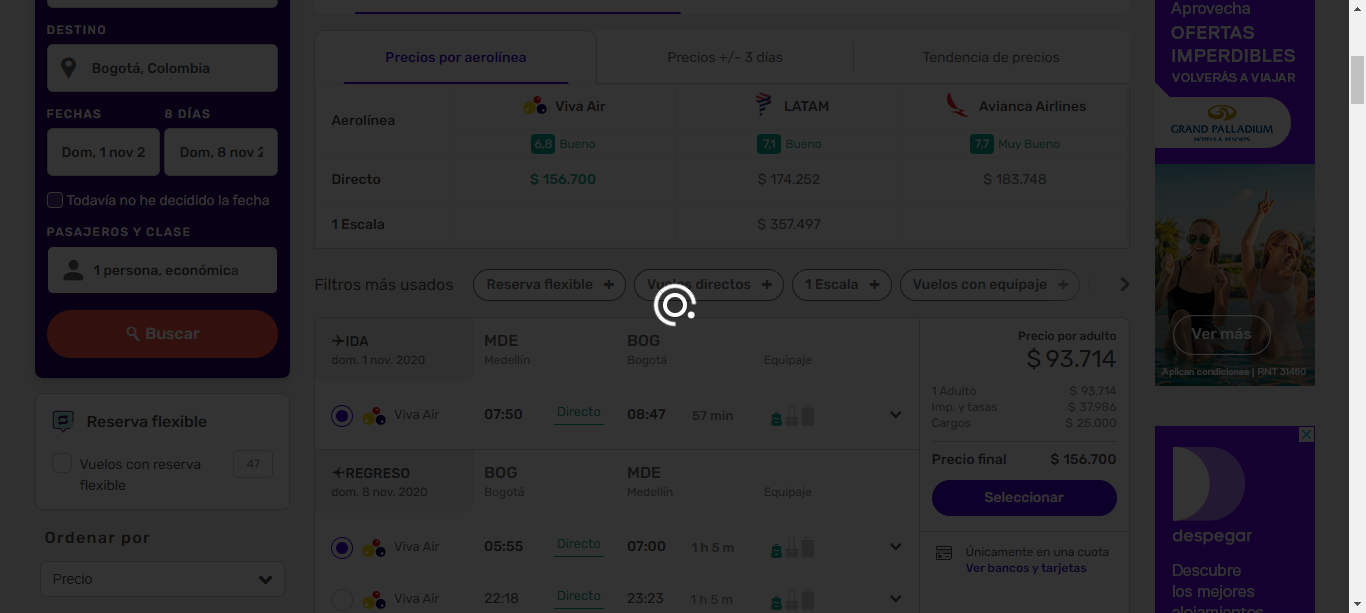 DESTINO
Bogotá, Colombia
FECHAS
8 DÍAS
Dom, 1 nov 2
Dom, 8 nov 2
Todavía no he decidido la fecha
PASAJEROS Y CLASE
1 persona, económica
Buscar
Reserva flexible
Vuelos con reserva
flexible
47
Ordenar por
Precio
Precios por aerolínea
Precios +/- 3 días
Tendencia de precios
Aerolínea
Viva Air
LATAM
Avianca Airlines
6,8 Bueno
7,1 Bueno
7,7 Muy Bueno
Directo
$ 156.700
$ 174.252
$ 183.748
1 Escala
$ 357.497
Filtros más usados
Reserva flexible +
Vuelos directos +
1 Escala +
Vuelos con equipaje +
IDA
dom. 1 nov. 2020
MDE
Medellín
BOG
Bogotá
Equipaje
Viva Air
07:50
Directo
08:47
57 min
REGRESO
dom. 8 nov. 2020
BOG
Bogotá
MDE
Medellín
Equipaje
Viva Air
05:55
Directo
07:00
1 h 5 m
Viva Air
22:18
Directo
23:23
1 h 5 m
Precio por adulto
$ 93.714
1 Adulto $ 93.714
Imp. y tasas $ 37.986
Cargos $ 25.000
Precio final $ 156.700
Seleccionar
Únicamente en una cuota
Ver bancos y tarjetas
Aprovecha
OFERTAS
IMPERDIBLES
VOLVERÁS A VIAJAR
GRAND PALLADIUM
HOTELS & RESORTS
Ver más
Aplican condiciones | RNT 31460
despegar
Descubre
los mejores
alojamientos